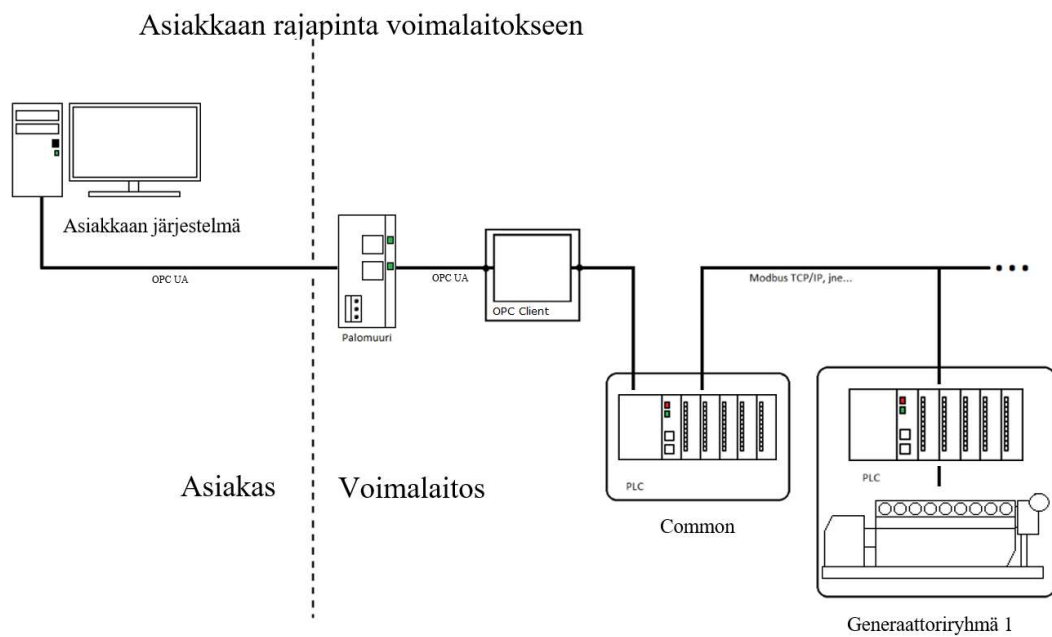 Asiakkaan rajapinta voimalaitokseen
Asiakkaan järjestelmä
OPC UA
OPC UA
Modbus TCP/IP, jne...
OPC Client
Palomuuri
PLC
PLC
Asiakas
Voimalaitos
Common
Generaattoriryhmä 1